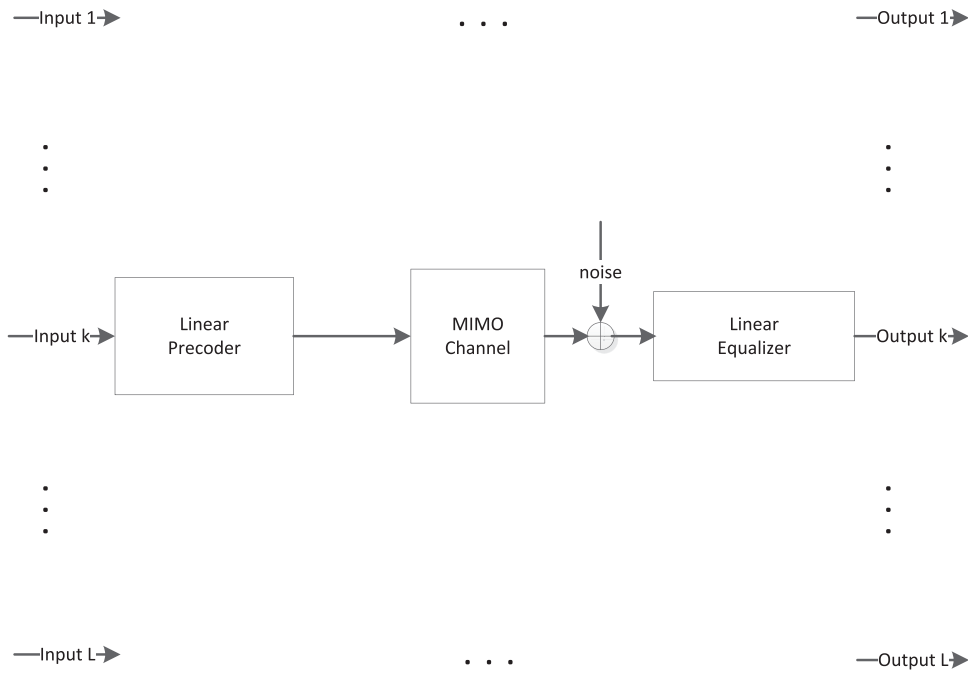 Input 1
. . .
Output 1
noise
Input k
Linear
Precoder
MIMO
Channel
Linear
Equalizer
Output k
Input L
. . .
Output L